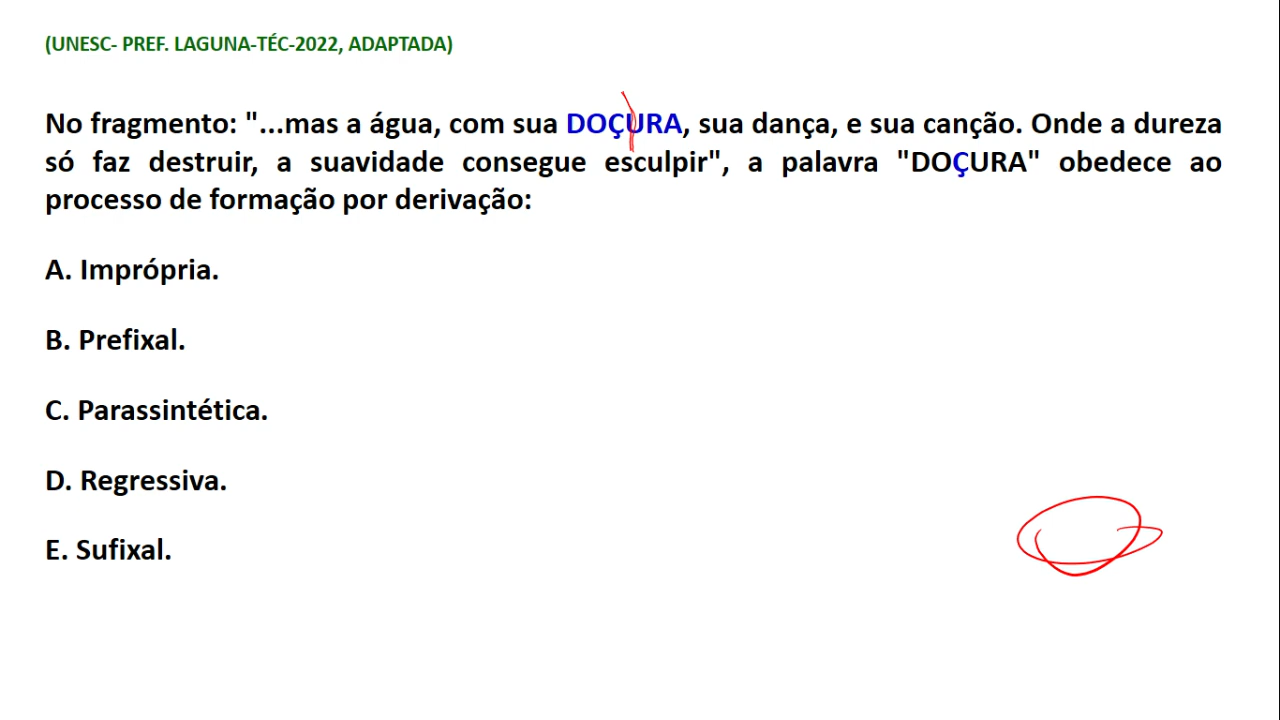 (UNESC- PREF. LAGUNA-TÉC-2022, ADAPTADA)
No fragmento: "...mas a água, com sua DOÇURA, sua dança, e sua canção. Onde a dureza
só faz destruir, a suavidade consegue esculpir", a palavra "DOÇURA" obedece ao
processo de formação por derivação:
A. Imprópria.
B. Prefixal.
C. Parassintética.
D. Regressiva.
E. Sufixal.